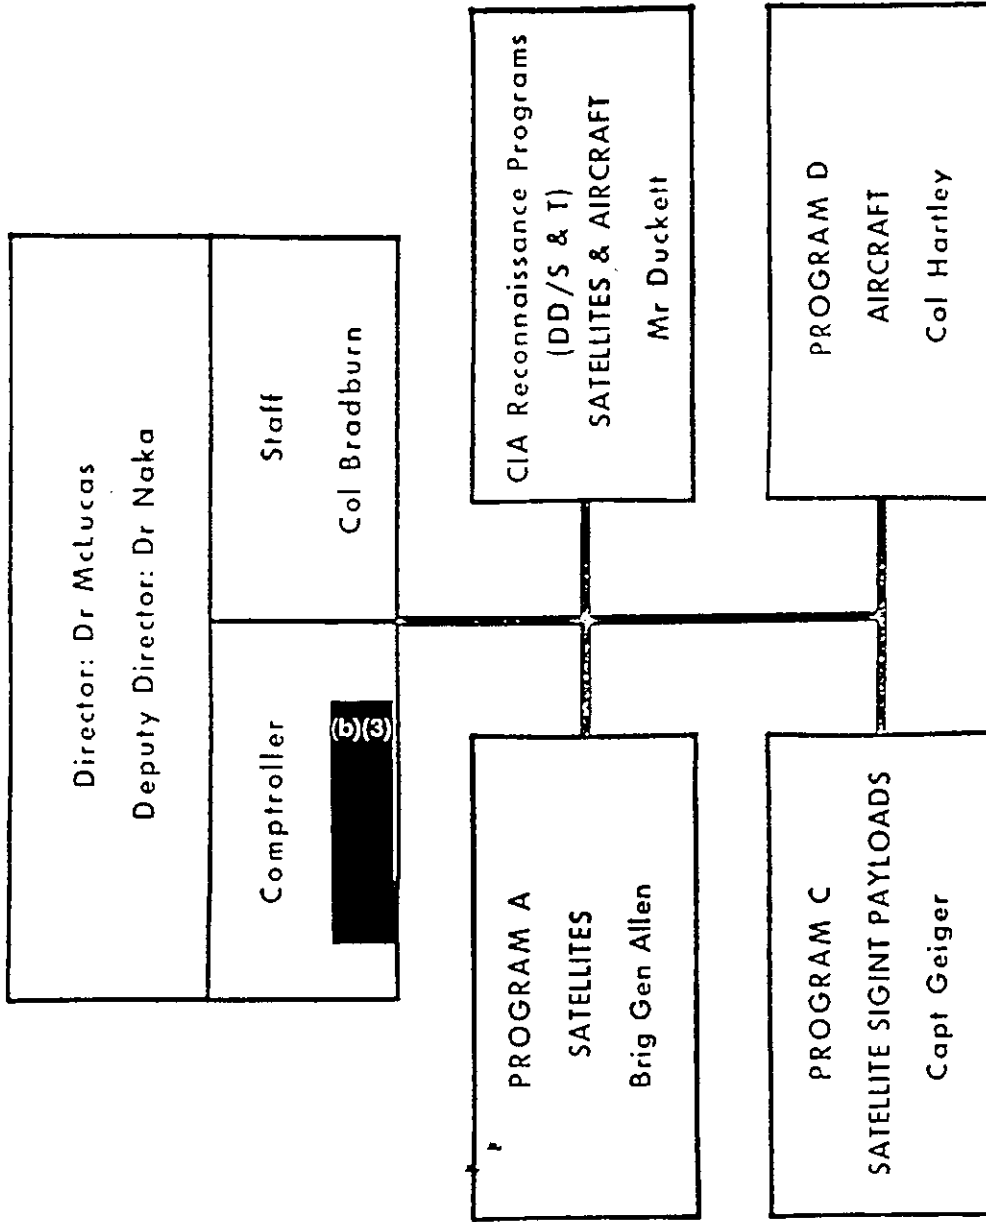 Director: Dr McLucas
Deputy Director: Dr Naka
Comptroller
(b)(3)
Staff
Col Bradburn
PROGRAM A
SATELLITES
Brig Gen Allen
CIA Reconnaissance Programs
(DD/S & T)
SATELLITES & AIRCRAFT
Mr Duckett
PROGRAM C
SATELLITE SIGINT PAYLOADS
Capt Geiger
PROGRAM D
AIRCRAFT
Col Hartley